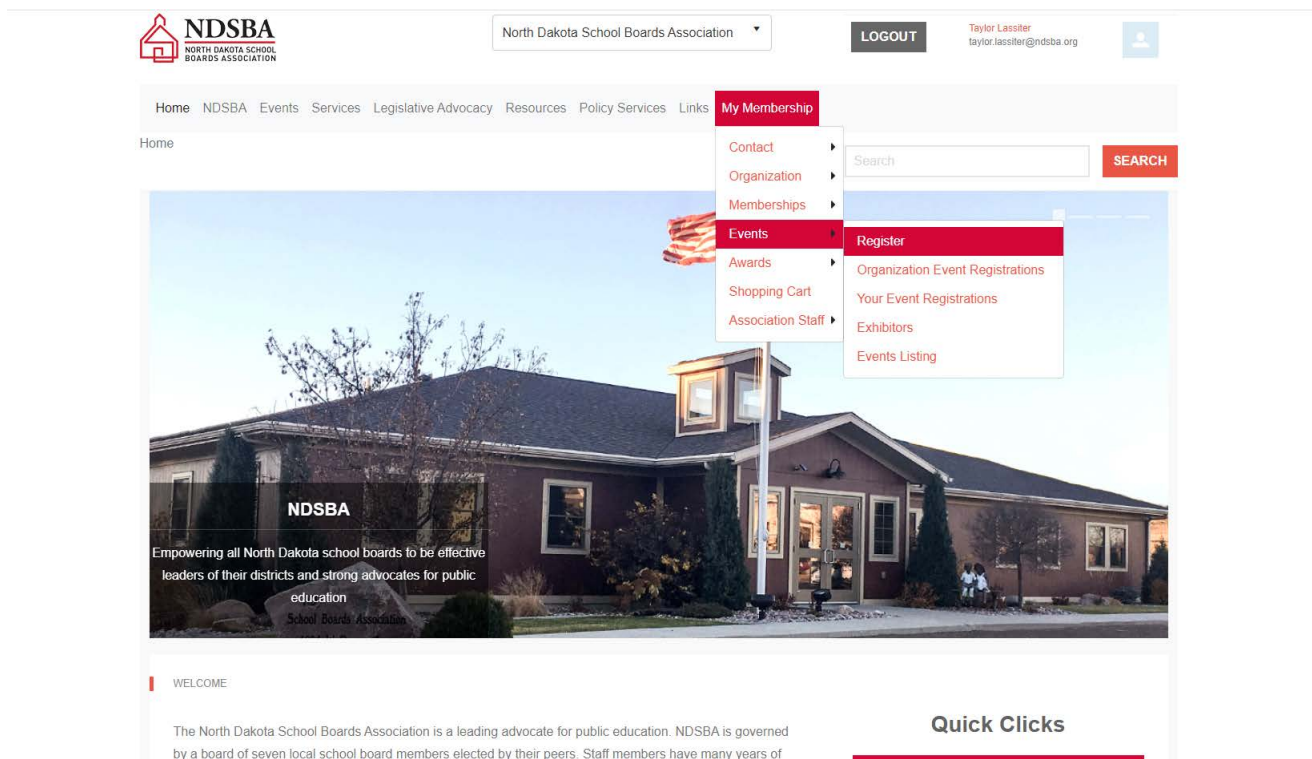 NDSBA
NORTH DAKOTA SCHOOL
BOARDS ASSOCIATION
North Dakota School Boards Association
LOGOUT
Taylor Lassiter
taylor.lassiter@ndsba.org
Home NDSBA Events Services Legislative Advocacy Resources Policy Services Links My Membership
Home
Contact
Organization
Memberships
Events
Awards
Shopping Cart
Association Staff
Register
Organization Event Registrations
Your Event Registrations
Exhibitors
Events Listing
Search
SEARCH
NDSBA
Empowering all North Dakota school boards to be effective
leaders of their districts and strong advocates for public
education
School Boards Association
WELCOME
The North Dakota School Boards Association is a leading advocate for public education. NDSBA is governed
by a board of seven local school board members elected by their peers. Staff members have many years of
Quick Clicks